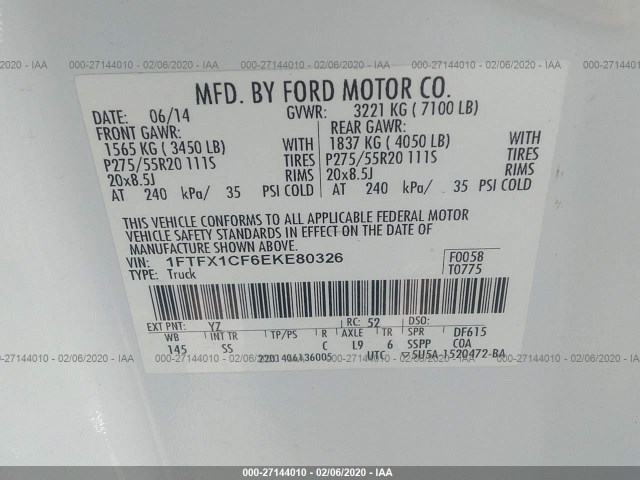 000-27144010 - 02/06/2020 - IAA
MFD. BY FORD MOTOR CO.
DATE: 06/14 GVWR: 3221 KG ( 7100 LB)
FRONT GAWR: REAR GAWR:
1565 KG ( 3450 LB) WITH 1837 KG ( 4050 LB) WITH
P275/55R20 111S TIRES P275/55R20 111S TIRES
20x8.5J RIMS 20x8.5J RIMS
AT 240 kPa/ 35 PSI COLD AT 240 kPa/ 35 PSI COLD
THIS VEHICLE CONFORMS TO ALL APPLICABLE FEDERAL MOTOR
VEHICLE SAFETY STANDARDS IN EFFECT ON THE DATE OF
MANUFACTURE SHOWN ABOVE.
VIN: 1FTFX1CF6EKE80326 F0058
TYPE: Truck T0775
EXT PNT: YZ RC: 52 DSO:
WB INT TR TP/PS R AXLE TR SPR DF615
145 SS C L9 6 SSPP COA
2201406136005 UTC 5U5A-1520472-BA
000-27144010 - 02/06/2020 - IAA